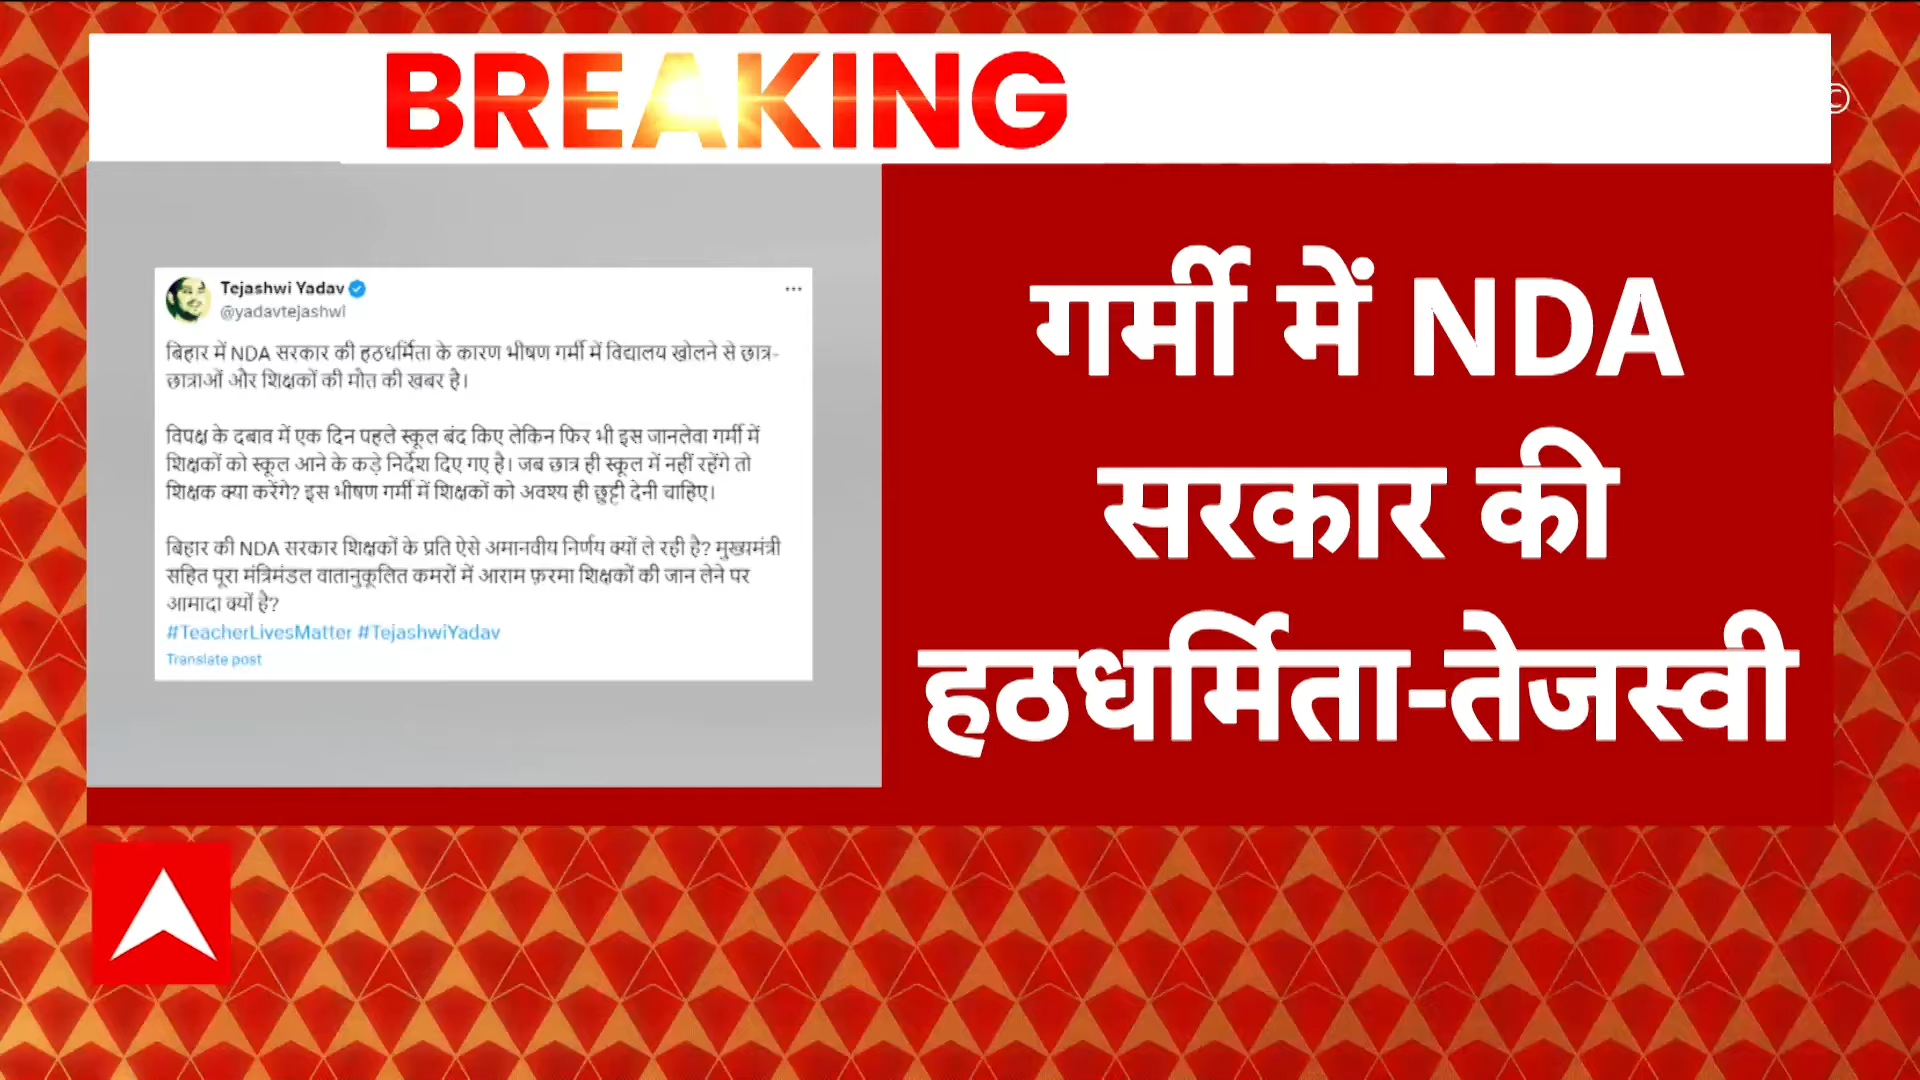 BREAKING
©
Tejashwi Yadav
@yadavtejashwi
बिहार में NDA सरकार की हठधर्मिता के कारण भीषण गर्मी में विद्यालय खोलने से छात्र-
छात्राओं और शिक्षकों की मौत की खबर है।
विपक्ष के दबाव में एक दिन पहले स्कूल बंद किए लेकिन फिर भी इस जानलेवा गर्मी में
शिक्षकों को स्कूल आने के कड़े निर्देश दिए गए है। जब छात्र ही स्कूल में नहीं रहेंगे तो
शिक्षक क्या करेंगे? इस भीषण गर्मी में शिक्षकों को अवश्य ही छुट्टी देनी चाहिए।
बिहार की NDA सरकार शिक्षकों के प्रति ऐसे अमानवीय निर्णय क्यों ले रही है? मुख्यमंत्री
सहित पूरा मंत्रिमंडल वातानुकूलित कमरों में आराम फ़रमा शिक्षकों की जान लेने पर
आमादा क्यों है?
#TeacherLivesMatter #TejashwiYadav
Translate post
गर्मी में NDA
सरकार की
हठधर्मिता-तेजस्वी